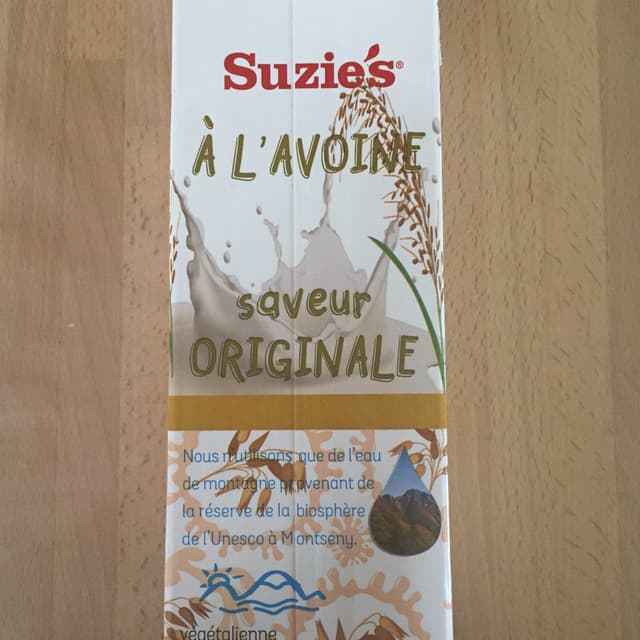 Suzie's®
À L'AVOINE
saveur
ORIGINALE
Nous n'utilisons que de l'eau
de montagne provenant de
la réserve de la biosphère
de l'Unesco à Montseny.
végétalienne